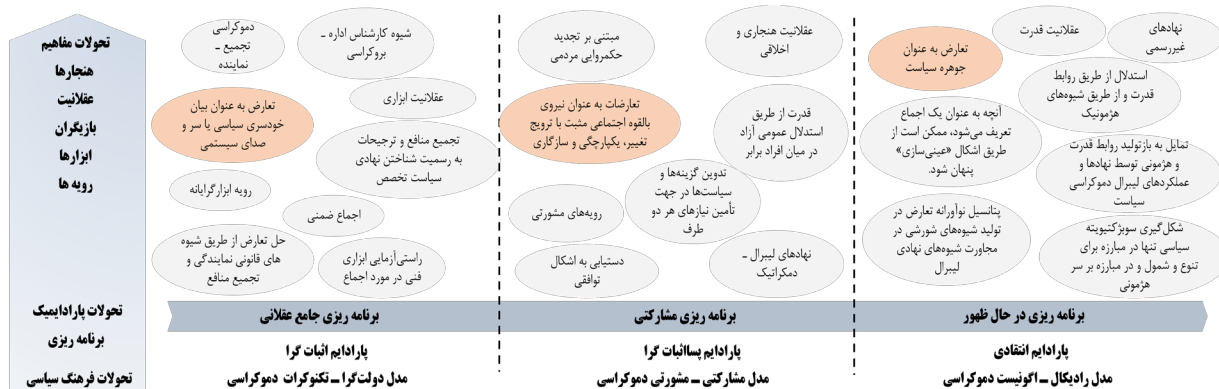 تحولات مفاهیم
هنجارها
عقلانیت
بازیگران
ابزارها
رویه ها
تحولات پارادایمیک
برنامه ریزی
تحولات فرهنگ سیاسی
دموکراسی
تجمیع ـ
نماینده
شیوه کارشناس اداره ـ
بروکراسی
عقلانیت ابزاری
تعارض به عنوان بیان
خودسری سیاسی یا سر و
صدای سیستمی
تجمیع منافع و ترجیحات
به رسمیت شناختن نهادی
سیاست تخصص
رویه ابزارگرایانه
اجماع ضمنی
حل تعارض از طریق شیوه
های قانونی نمایندگی و
تجمیع منافع
راستی‌آزمایی ابزاری
فنی در مورد اجماع
برنامه ریزی جامع عقلانی
پارادایم اثبات گرا
مدل دولت‌گرا ـ تکنوکرات دموکراسی
مبتنی بر تجدید
حکمروایی مردمی
عقلانیت هنجاری و
اخلاقی
تعارضات به عنوان نیروی
بالقوه اجتماعی مثبت با ترویج
تغییر، یکپارچگی و سازگاری
قدرت از طریق
استدلال عمومی آزاد
در میان افراد برابر
تدوین گزینه‌ها و
سیاست‌ها در جهت
تأمین نیازهای هر دو
طرف
رویه‌های مشورتی
دستیابی به اشکال
توافقی
نهادهای لیبرال ـ
دمکراتیک
برنامه ریزی مشارکتی
پارادایم پسااثبات گرا
مدل مشارکتی ـ مشورتی دموکراسی
تعارض به عنوان
جوهره سیاست
عقلانیت قدرت
نهادهای
غیررسمی
استدلال از طریق روابط
قدرت و از طریق شیوه‌های
هژمونیک
آنچه به عنوان یک اجماع
تعریف می‌شود، ممکن است از
طریق اشکال «عینی‌سازی»
پنهان شود.
تمایل به بازتولید روابط قدرت
و هژمونی توسط نهادها و
عملکردهای لیبرال دموکراسی
سیاست
پتانسیل نوآورانه تعارض در
تولید شیوه‌های شورشی در
مجاورت شیوه‌های نهادی
لیبرال
شکل‌گیری سوبژکتیویته
سیاسی تنها در مبارزه برای
تنوع و شمول و در مبارزه بر سر
هژمونی
برنامه ریزی در حال ظهور
پارادایم انتقادی
مدل رادیکال ـ اگونیست دموکراسی